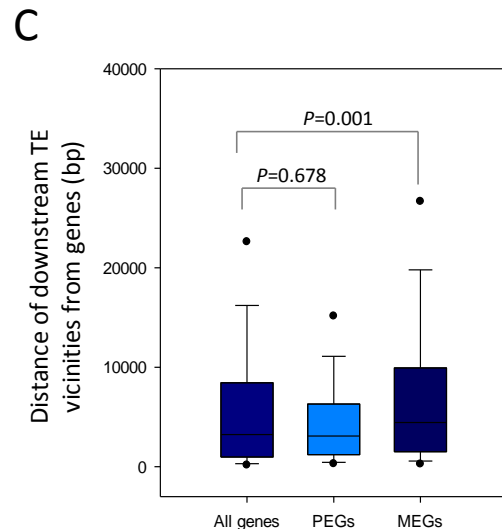 C
Distance of downstream TE
vicinities from genes (bp)
40000
30000
20000
10000
0
P=0.001
P=0.678
All genes
PEGs
MEGs